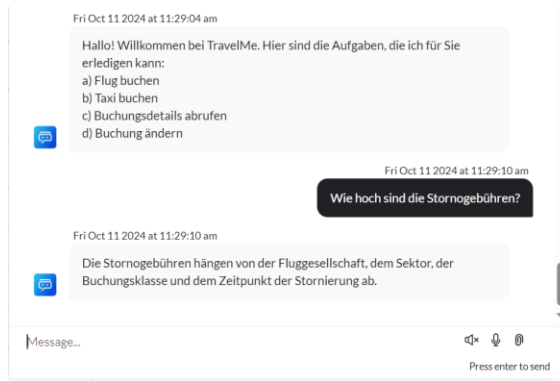 Fri Oct 11 2024 at 11:29:04 am
Hallo! Willkommen bei TravelMe. Hier sind die Aufgaben, die ich für Sie
erledigen kann:
a) Flug buchen
b) Taxi buchen
c) Buchungsdetails abrufen
d) Buchung ändern
Fri Oct 11 2024 at 11:29:10 am
Wie hoch sind die Stornogebühren?
Fri Oct 11 2024 at 11:29:10 am
Die Stornogebühren hängen von der Fluggesellschaft, dem Sektor, der
Buchungsklasse und dem Zeitpunkt der Stornierung ab.
Message...
Press enter to send